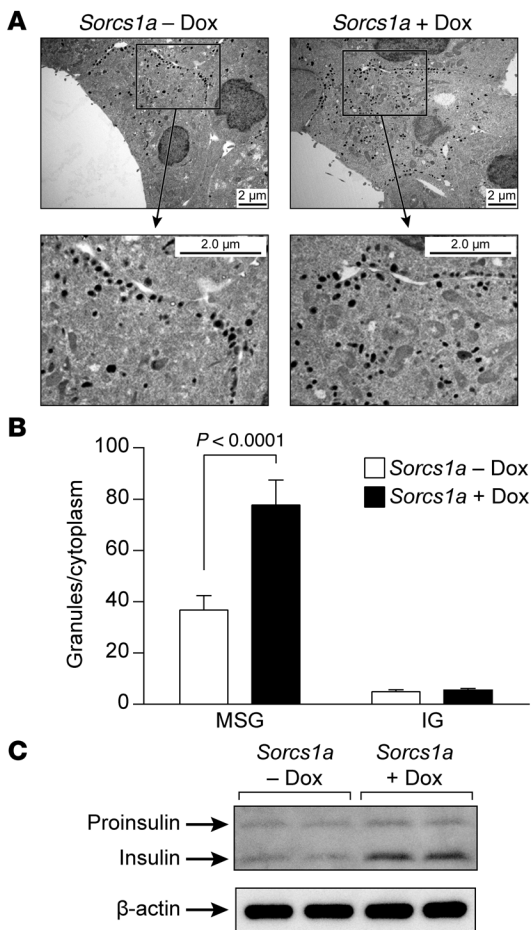 A
Sorcs1a – Dox
Sorcs1a + Dox
2 μm
2 μm
2.0 μm
2.0 μm
B
P < 0.0001
Sorcs1a – Dox
Sorcs1a + Dox
Granules/cytoplasm
100
80
60
40
20
0
MSG
IG
C
Sorcs1a
– Dox
Sorcs1a
+ Dox
Proinsulin
Insulin
β-actin